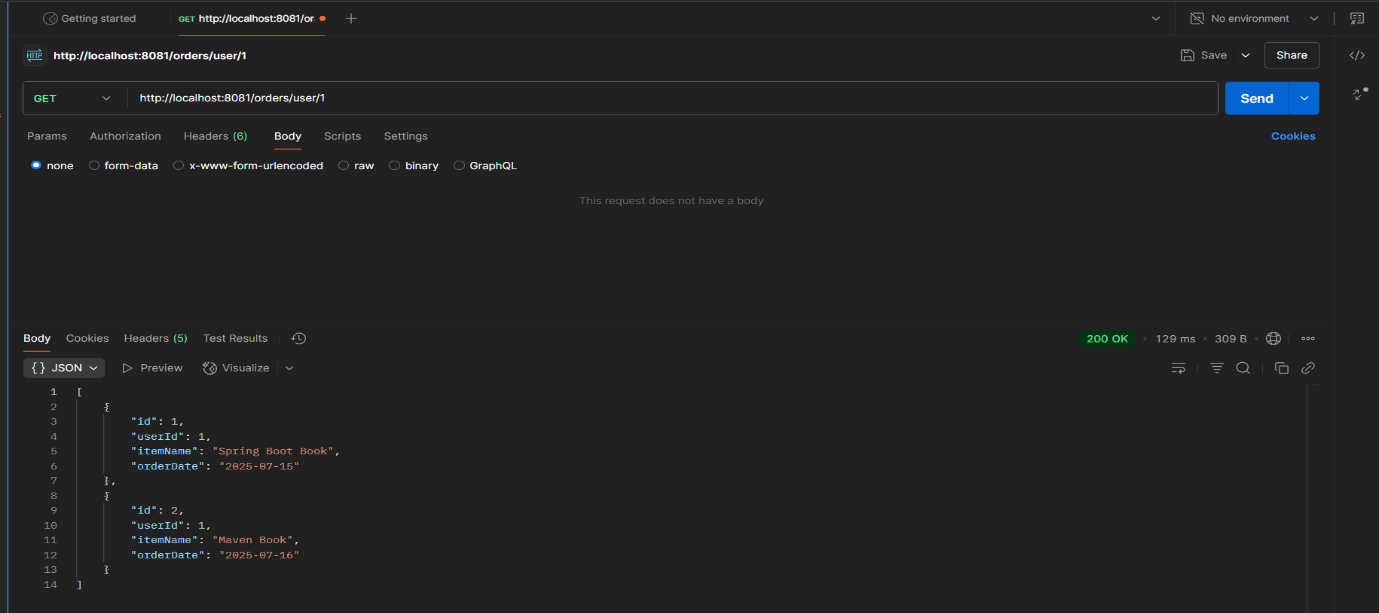 Getting started GET http://localhost:8081/or No environment
HTTP http://localhost:8081/orders/user/1 Save Share
GET http://localhost:8081/orders/user/1 Send
Params Authorization Headers (6) Body Scripts Settings Cookies
none form-data x-www-form-urlencoded raw binary GraphQL
This request does not have a body
Body Cookies Headers (5) Test Results 200 OK 129 ms 309 B
{} JSON Preview Visualize
1 [
2 {
3 "id": 1,
4 "userId": 1,
5 "itemName": "Spring Boot Book",
6 "orderDate": "2025-07-15"
7 },
8 {
9 "id": 2,
10 "userId": 1,
11 "itemName": "Maven Book",
12 "orderDate": "2025-07-16"
13 }
14 ]